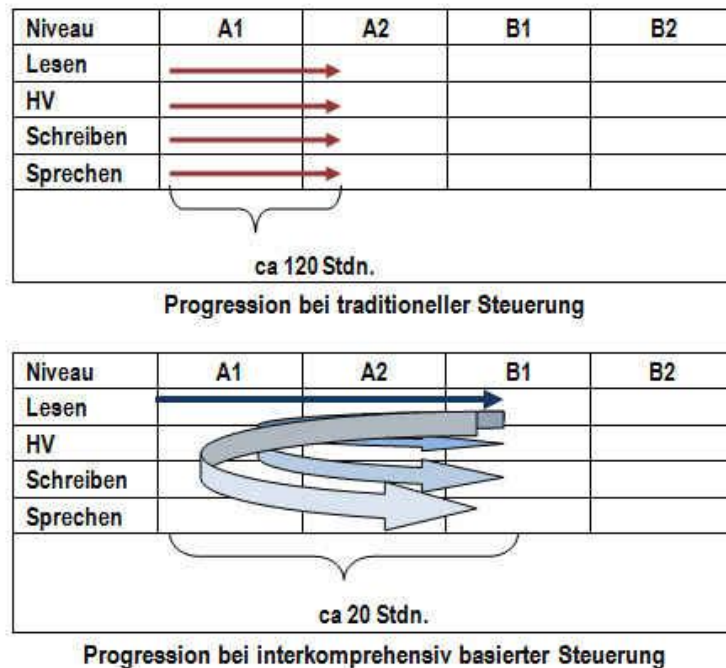 Niveau A1 A2 B1 B2
Lesen
HV
Schreiben
Sprechen
ca 120 Stdn.
Progression bei traditioneller Steuerung
Niveau A1 A2 B1 B2
Lesen
HV
Schreiben
Sprechen
ca 20 Stdn.
Progression bei interkomprehensiv basierter Steuerung